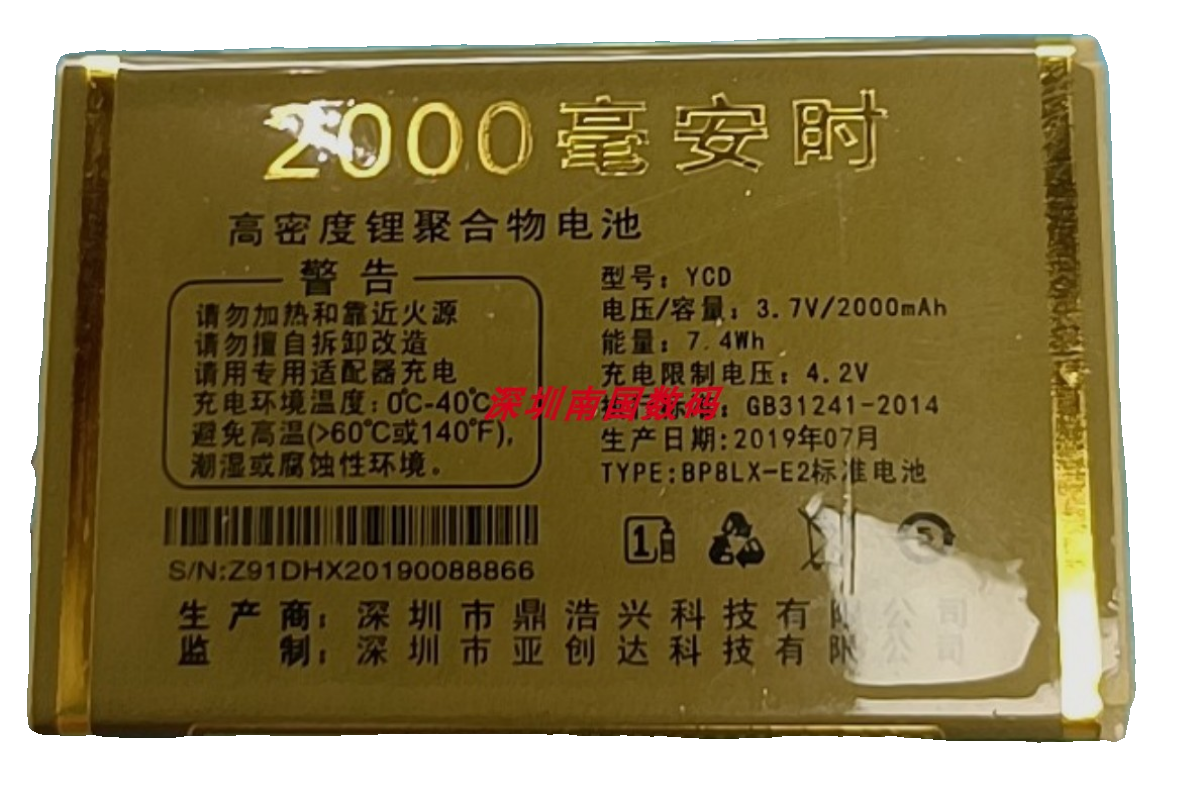 2000毫安时
高密度锂聚合物电池
警告
请勿加热和靠近火源
请勿擅自拆卸改造
请用专用适配器充电
充电环境温度:0℃-40℃
避免高温(>60℃或140℉),
潮湿或腐蚀性环境。
型号: YCD
电压/容量: 3.7V/2000mAh
能量: 7.4Wh
充电限制电压: 4.2V
标: GB31241-2014
生产日期:2019年07月
TYPE:BP8LX-E2标准电池
深圳南国数码
S/N:Z91DHX20190088866
1
5
生产商: 深圳市鼎浩兴科技有限公司
监制: 深圳市亚创达科技有限公司